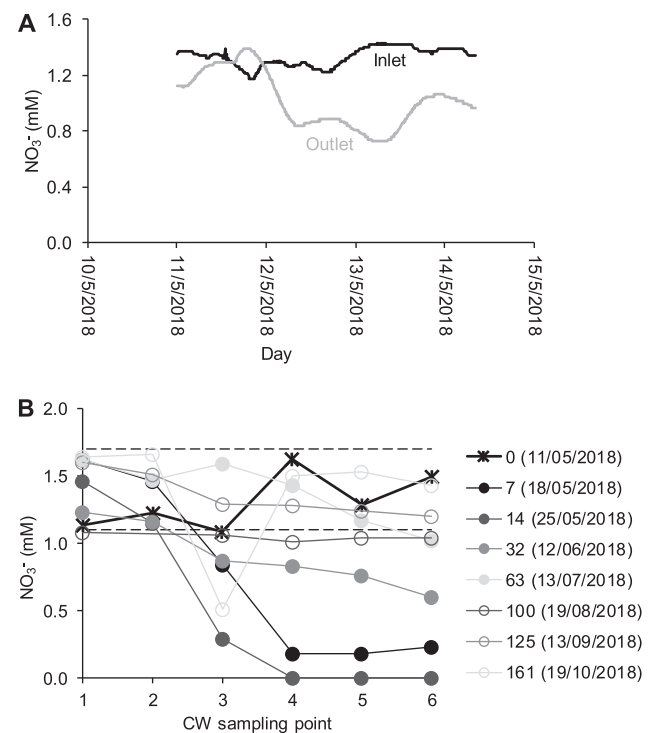 A
1.6
1.2
0.8
0.4
0.0
NO3- (mM)
Inlet
Outlet
10/5/2018
11/5/2018
12/5/2018
13/5/2018
14/5/2018
15/5/2018
Day
B
2.0
1.5
1.0
0.5
0.0
NO3- (mM)
1 2 3 4 5 6
CW sampling point
0 (11/05/2018)
7 (18/05/2018)
14 (25/05/2018)
32 (12/06/2018)
63 (13/07/2018)
100 (19/08/2018)
125 (13/09/2018)
161 (19/10/2018)